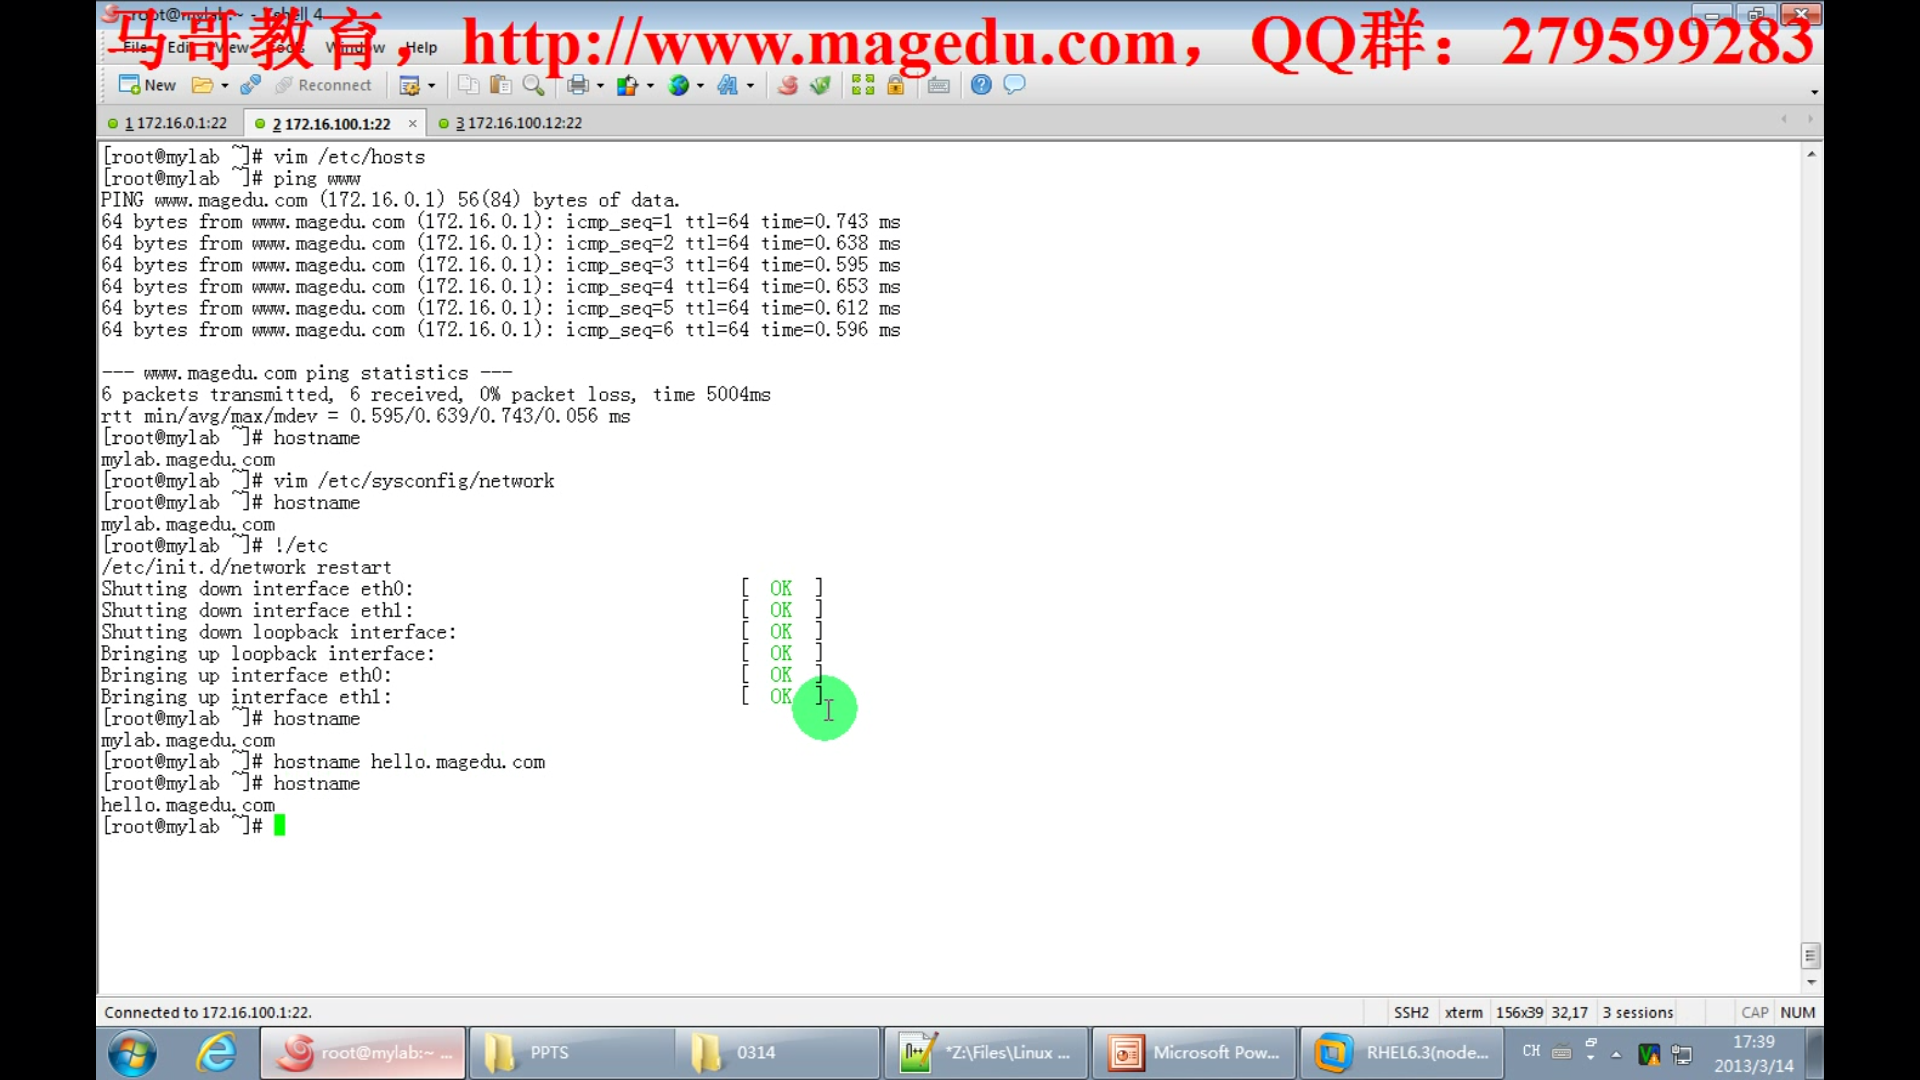 root@mylab:~ - Xshell 4
马哥教育，http://www.magedu.com，QQ群：279599283
File Edit View Tools Window Help
New Reconnect
1 172.16.0.1:22 2 172.16.100.1:22 3 172.16.100.12:22
[root@mylab ~]# vim /etc/hosts
[root@mylab ~]# ping www
PING www.magedu.com (172.16.0.1) 56(84) bytes of data.
64 bytes from www.magedu.com (172.16.0.1): icmp_seq=1 ttl=64 time=0.743 ms
64 bytes from www.magedu.com (172.16.0.1): icmp_seq=2 ttl=64 time=0.638 ms
64 bytes from www.magedu.com (172.16.0.1): icmp_seq=3 ttl=64 time=0.595 ms
64 bytes from www.magedu.com (172.16.0.1): icmp_seq=4 ttl=64 time=0.653 ms
64 bytes from www.magedu.com (172.16.0.1): icmp_seq=5 ttl=64 time=0.612 ms
64 bytes from www.magedu.com (172.16.0.1): icmp_seq=6 ttl=64 time=0.596 ms
--- www.magedu.com ping statistics ---
6 packets transmitted, 6 received, 0% packet loss, time 5004ms
rtt min/avg/max/mdev = 0.595/0.639/0.743/0.056 ms
[root@mylab ~]# hostname
mylab.magedu.com
[root@mylab ~]# vim /etc/sysconfig/network
[root@mylab ~]# hostname
mylab.magedu.com
[root@mylab ~]# !/etc
/etc/init.d/network restart
Shutting down interface eth0: [ OK ]
Shutting down interface eth1: [ OK ]
Shutting down loopback interface: [ OK ]
Bringing up loopback interface: [ OK ]
Bringing up interface eth0: [ OK ]
Bringing up interface eth1: [ OK ]
[root@mylab ~]# hostname
mylab.magedu.com
[root@mylab ~]# hostname hello.magedu.com
[root@mylab ~]# hostname
hello.magedu.com
[root@mylab ~]#
Connected to 172.16.100.1:22. SSH2 xterm 156x39 32,17 3 sessions CAP NUM
root@mylab:~ ... PPTS 0314 *Z:\Files\Linux ... Microsoft Pow... RHEL6.3(node... CH 17:39
2013/3/14